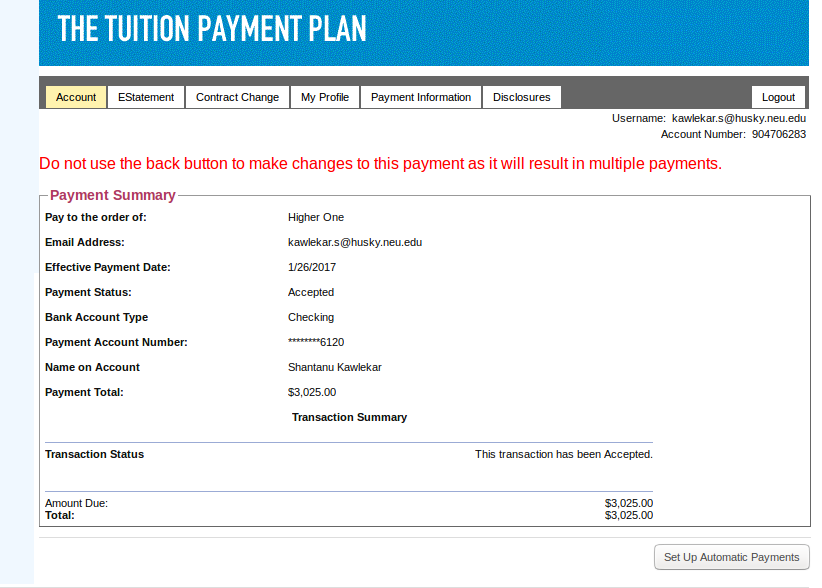 THE TUITION PAYMENT PLAN
Account EStatement Contract Change My Profile Payment Information Disclosures Logout
Username: kawlekar.s@husky.neu.edu
Account Number: 904706283
Do not use the back button to make changes to this payment as it will result in multiple payments.
Payment Summary
Pay to the order of: Higher One
Email Address: kawlekar.s@husky.neu.edu
Effective Payment Date: 1/26/2017
Payment Status: Accepted
Bank Account Type Checking
Payment Account Number: ********6120
Name on Account Shantanu Kawlekar
Payment Total: $3,025.00
Transaction Summary
Transaction Status This transaction has been Accepted.
Amount Due: $3,025.00
Total: $3,025.00
Set Up Automatic Payments